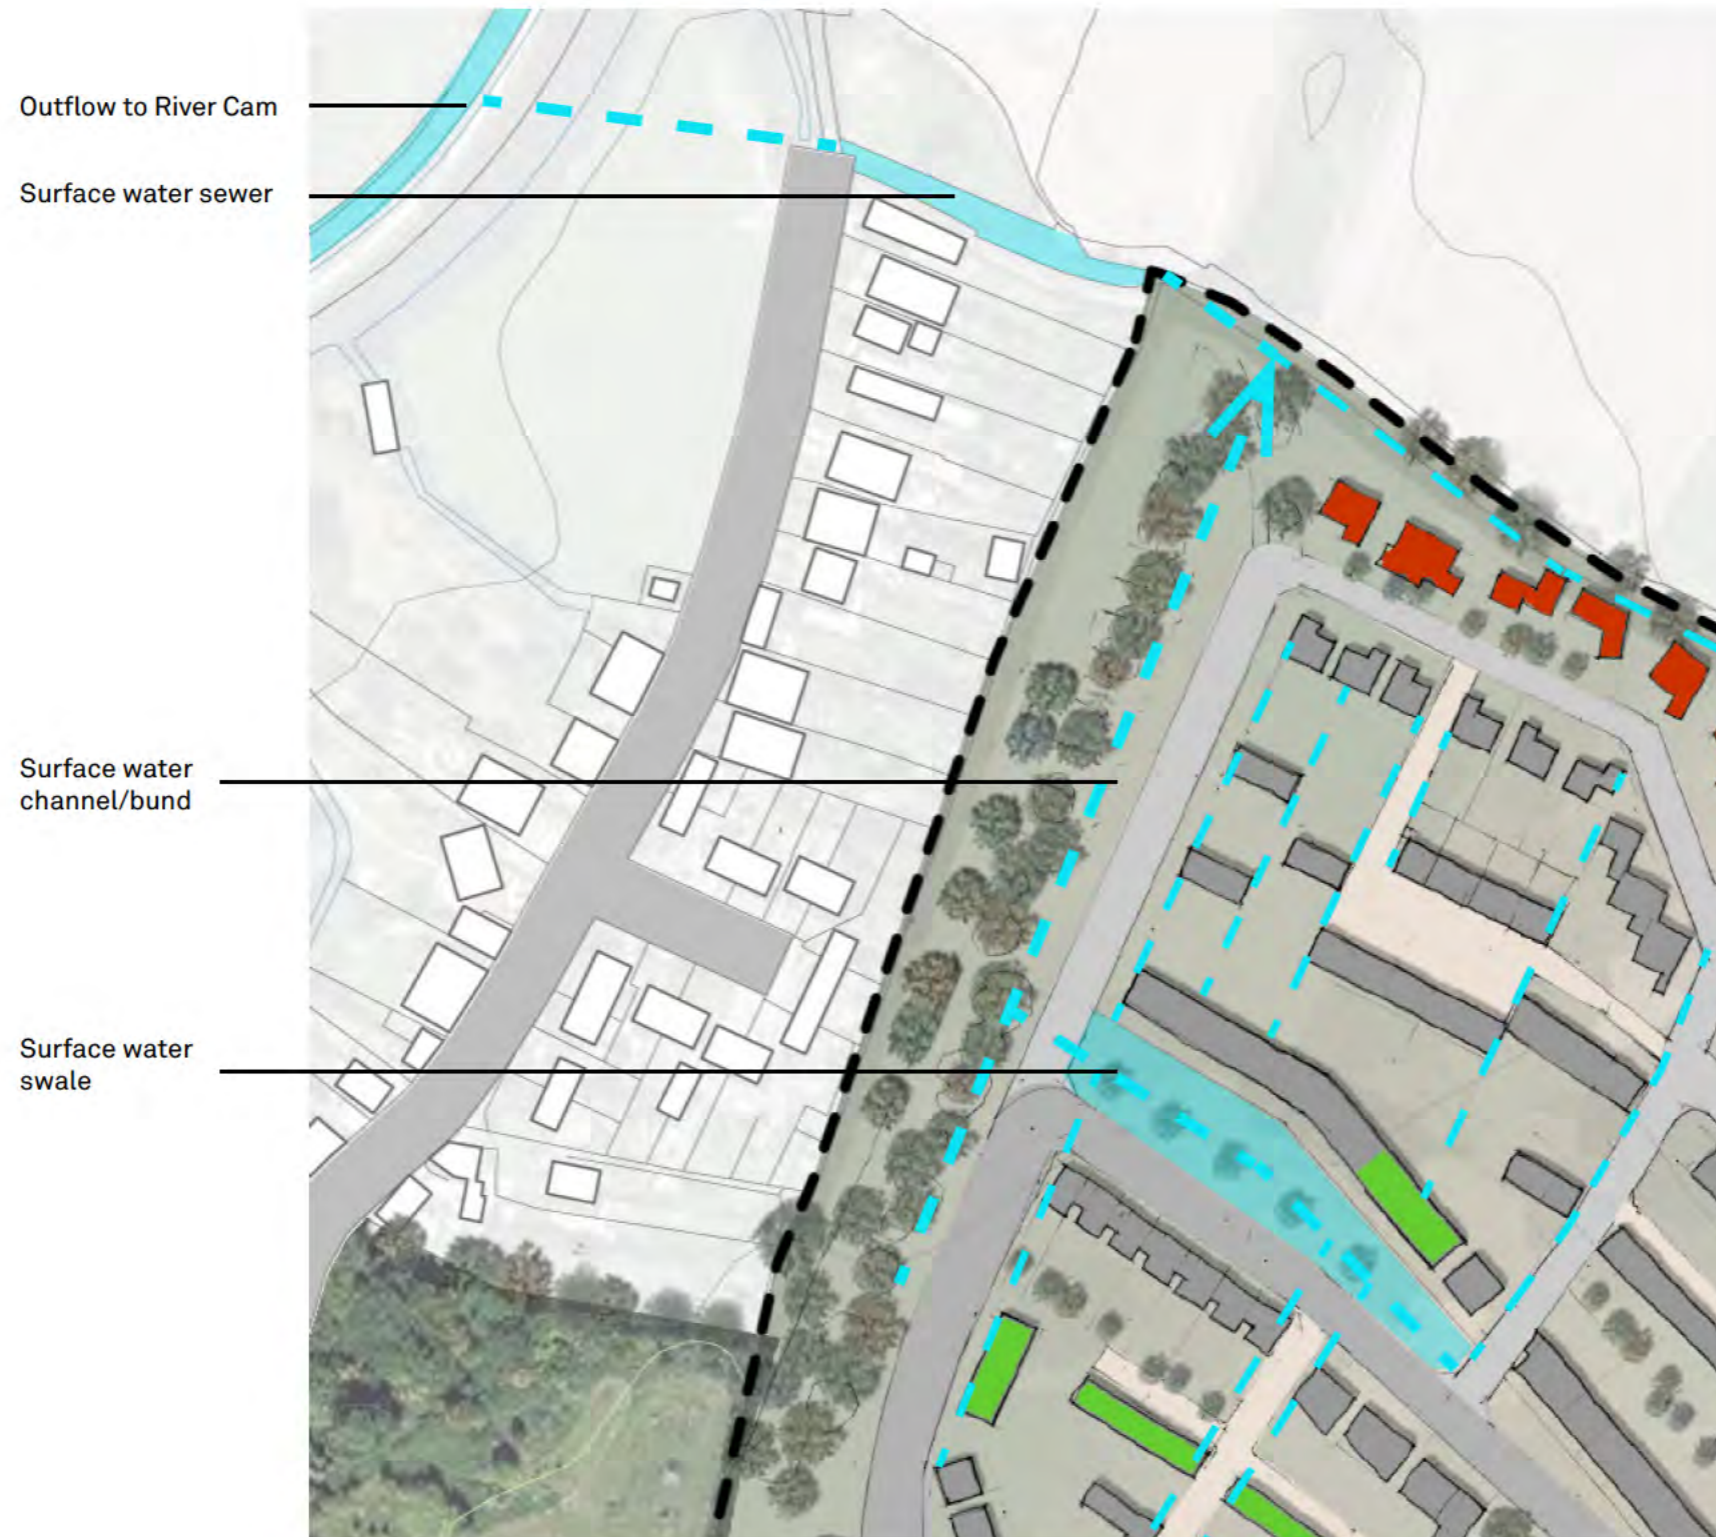 Outflow to River Cam
Surface water sewer
Surface water
channel/bund
Surface water
swale